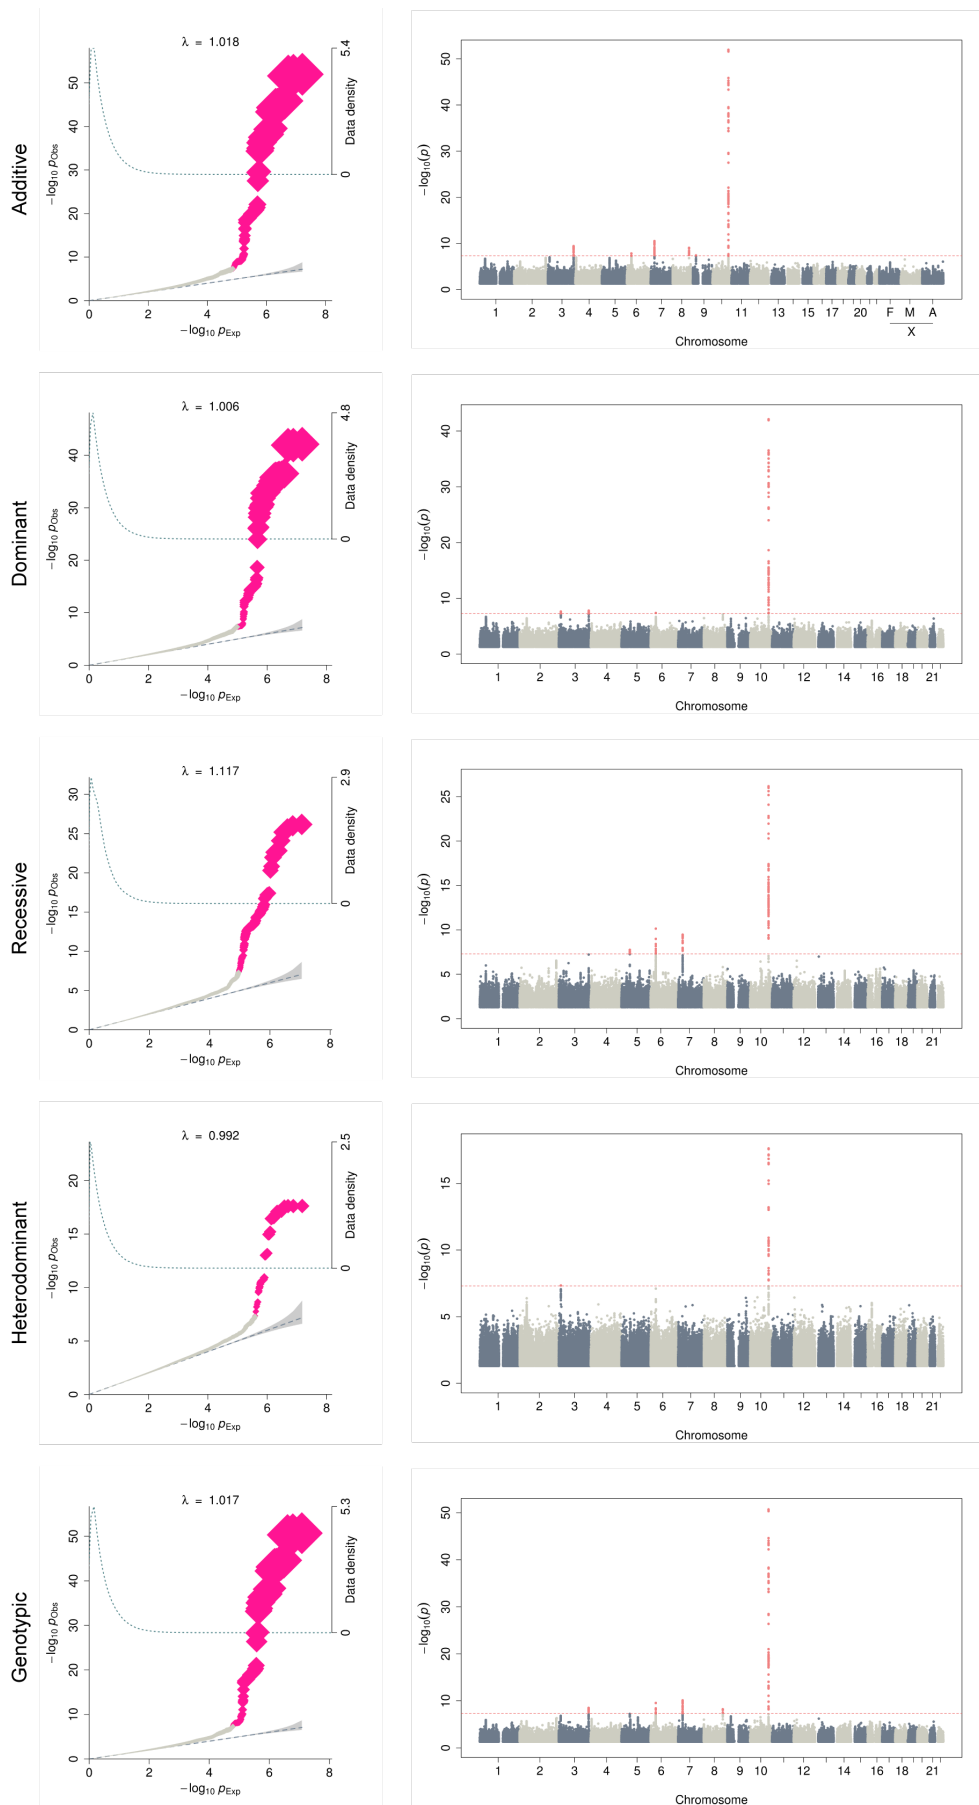 Additive
λ = 1.018
−log10 pObs
0 10 20 30 40 50
0 2 4 6 8
−log10 pExp
Data density
0 5.4
−log10(p)
0 10 20 30 40 50
1 2 3 4 5 6 7 8 9 11 13 15 17 20 F M A
X
Chromosome
Dominant
λ = 1.006
−log10 pObs
0 10 20 30 40
0 2 4 6 8
−log10 pExp
Data density
0 4.8
−log10(p)
0 10 20 30 40
1 2 3 4 5 6 7 8 9 10 12 14 16 18 21
Chromosome
Recessive
λ = 1.117
−log10 pObs
0 5 10 15 20 25 30
0 2 4 6 8
−log10 pExp
Data density
0 2.9
−log10(p)
0 5 10 15 20 25
1 2 3 4 5 6 7 8 9 10 12 14 16 18 21
Chromosome
Heterodominant
λ = 0.992
−log10 pObs
0 5 10 15 20
0 2 4 6 8
−log10 pExp
Data density
0 2.5
−log10(p)
0 5 10 15
1 2 3 4 5 6 7 8 9 10 12 14 16 18 21
Chromosome
Genotypic
λ = 1.017
−log10 pObs
0 10 20 30 40 50
0 2 4 6 8
−log10 pExp
Data density
0 5.3
−log10(p)
0 10 20 30 40 50
1 2 3 4 5 6 7 8 9 10 12 14 16 18 21
Chromosome